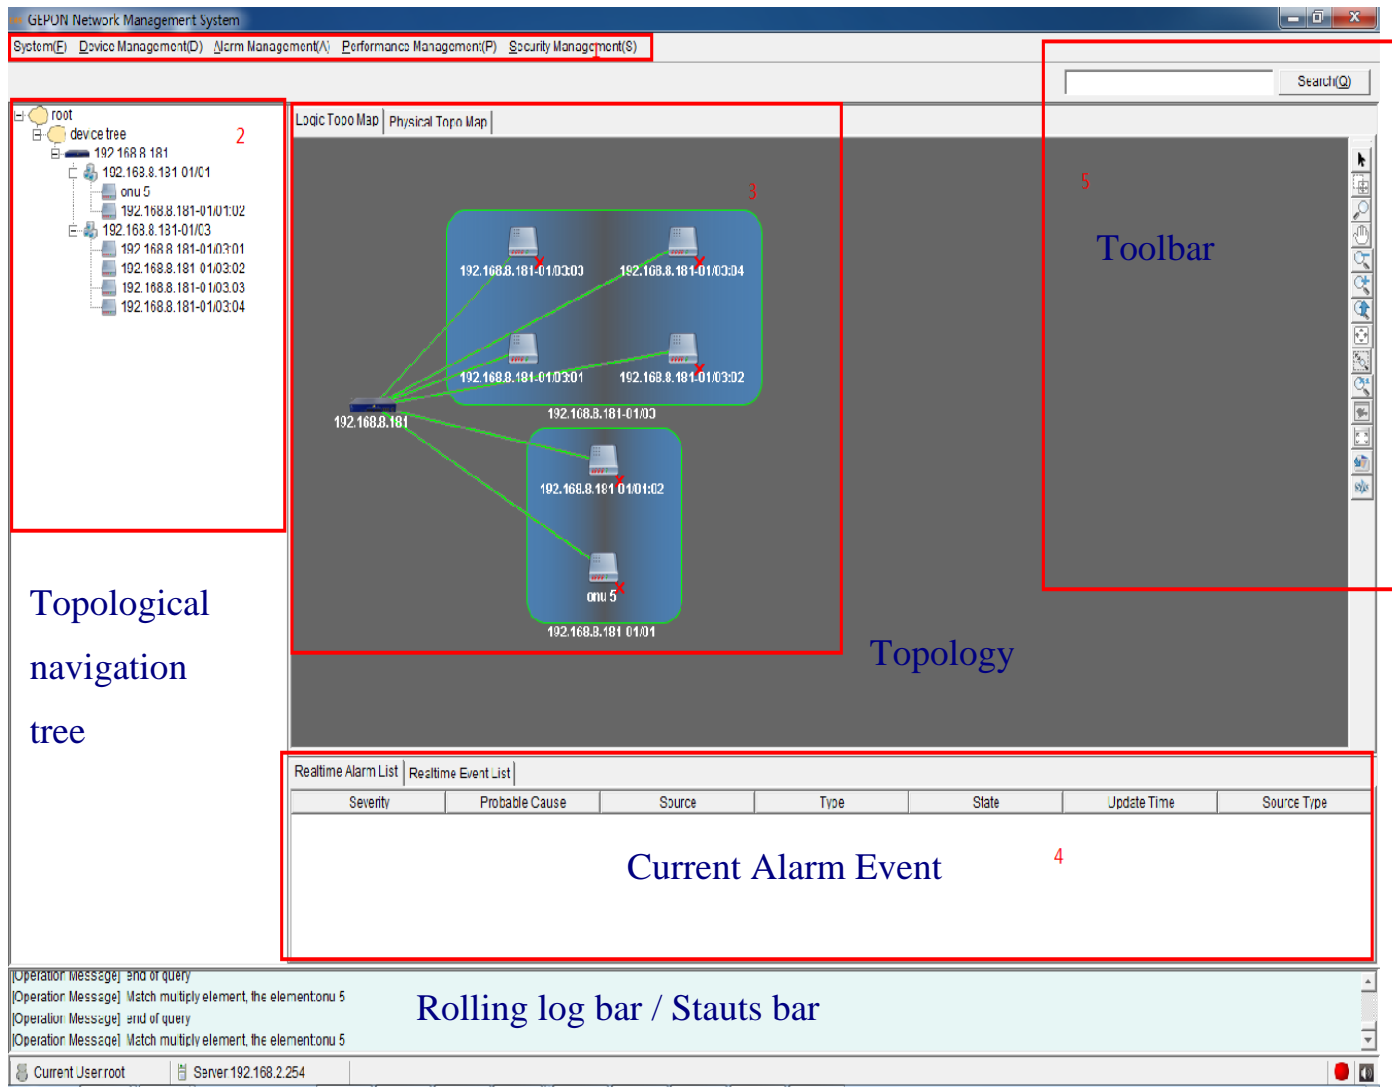 GEPON Network Management System
System(F) Device Management(D) Alarm Management(A) Performance Management(P) Security Management(S)
1
Search(Q)
root
device tree
192.168.8.181
192.168.8.181-01/01
onu 5
192.168.8.181-01/01:02
192.168.8.181-01/03
192.168.8.181-01/03:01
192.168.8.181-01/03:02
192.168.8.181-01/03:03
192.168.8.181-01/03:04
2
Topological
navigation
tree
Logic Topo Map Physical Topo Map
3
192.168.8.181-01/03:03 192.168.8.181-01/03:04
192.168.8.181-01/03:01 192.168.8.181-01/03:02
192.168.8.181-01/03
192.168.8.181
192.168.8.181-01/01:02
onu 5
192.168.8.181-01/01
Topology
5
Toolbar
Realtime Alarm List Realtime Event List
Severity Probable Cause Source Type State Update Time Source Type
Current Alarm Event
4
[Operation Message] end of query
[Operation Message] Match multiply element, the element:onu 5
[Operation Message] end of query
[Operation Message] Match multiply element, the element:onu 5
Rolling log bar / Stauts bar
Current User:root Server:192.168.2.254